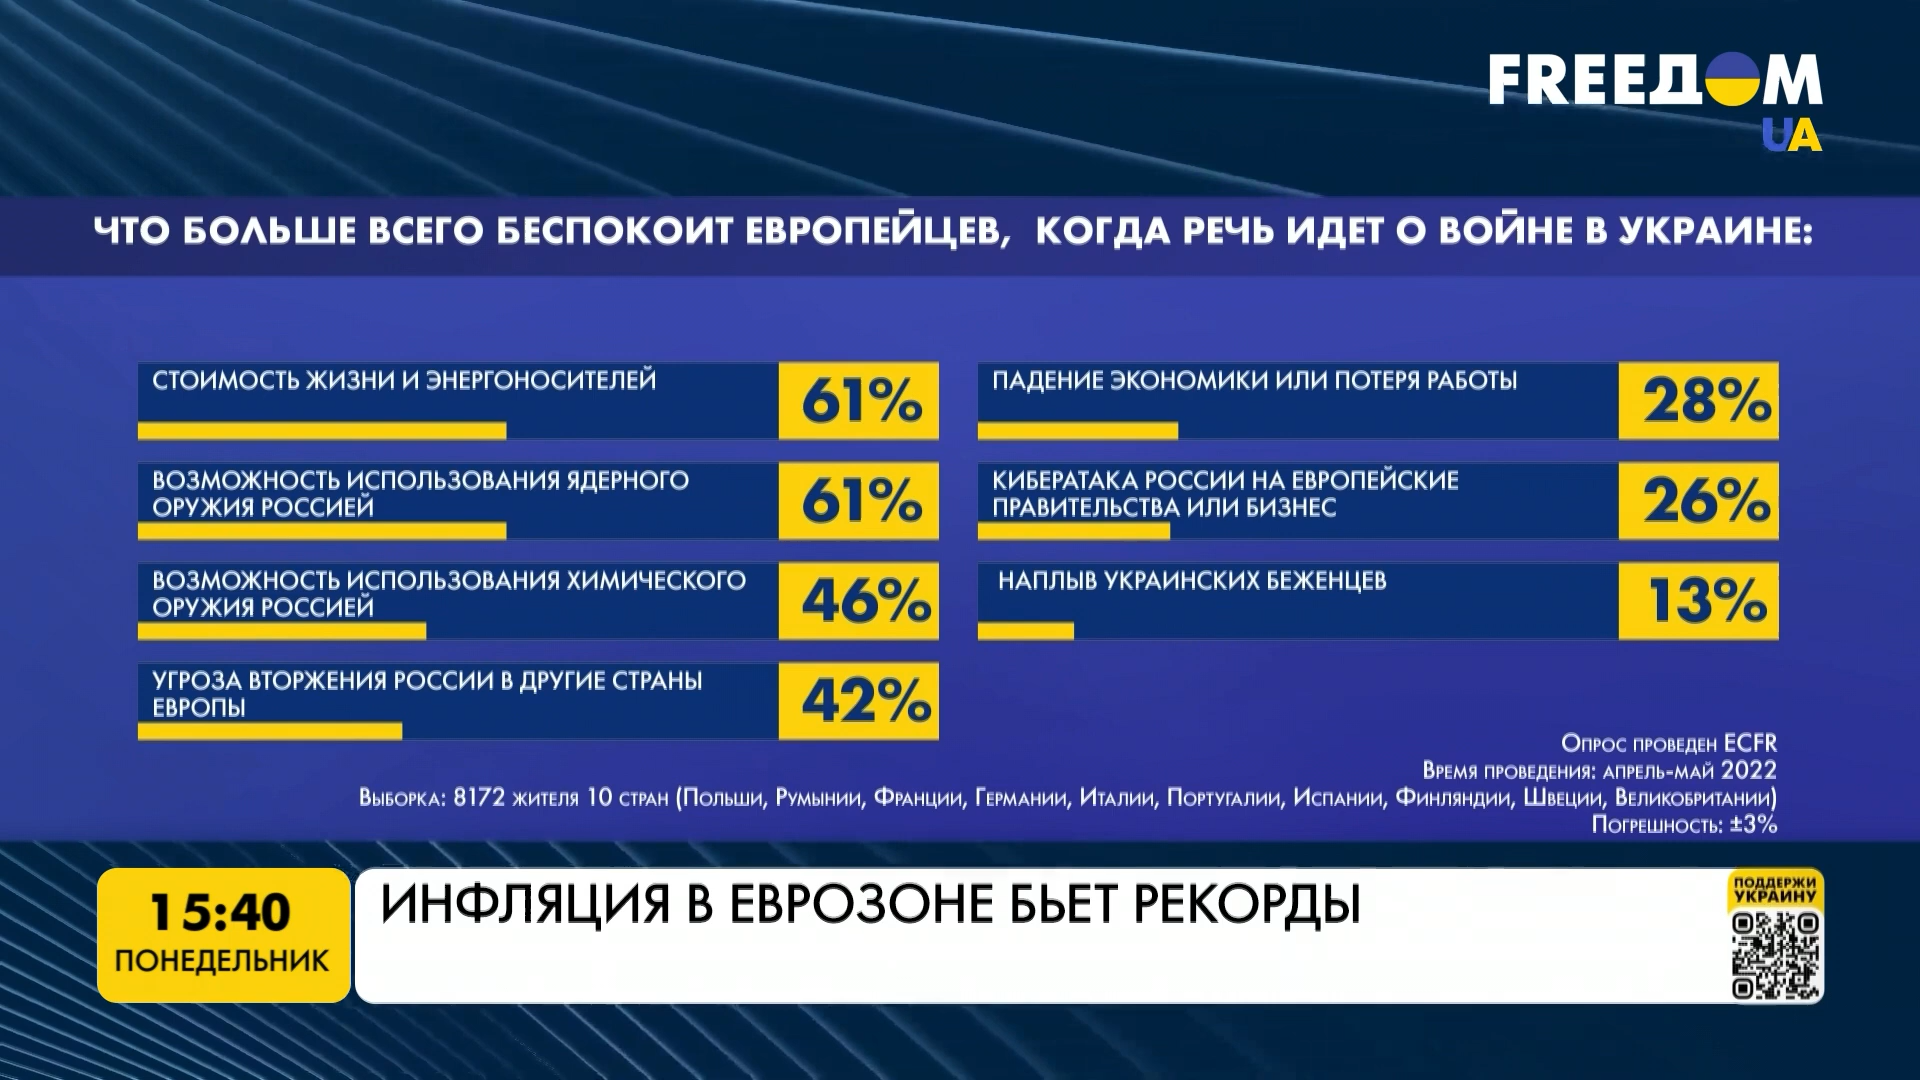 FREEДOM
UA
ЧТО БОЛЬШЕ ВСЕГО БЕСПОКОИТ ЕВРОПЕЙЦЕВ, КОГДА РЕЧЬ ИДЕТ О ВОЙНЕ В УКРАИНЕ:
СТОИМОСТЬ ЖИЗНИ И ЭНЕРГОНОСИТЕЛЕЙ
61%
ВОЗМОЖНОСТЬ ИСПОЛЬЗОВАНИЯ ЯДЕРНОГО
ОРУЖИЯ РОССИЕЙ
61%
ВОЗМОЖНОСТЬ ИСПОЛЬЗОВАНИЯ ХИМИЧЕСКОГО
ОРУЖИЯ РОССИЕЙ
46%
УГРОЗА ВТОРЖЕНИЯ РОССИИ В ДРУГИЕ СТРАНЫ
ЕВРОПЫ
42%
ПАДЕНИЕ ЭКОНОМИКИ ИЛИ ПОТЕРЯ РАБОТЫ
28%
КИБЕРАТАКА РОССИИ НА ЕВРОПЕЙСКИЕ
ПРАВИТЕЛЬСТВА ИЛИ БИЗНЕС
26%
НАПЛЫВ УКРАИНСКИХ БЕЖЕНЦЕВ
13%
Опрос проведен ECFR
Время проведения: апрель-май 2022
Выборка: 8172 жителя 10 стран (Польши, Румынии, Франции, Германии, Италии, Португалии, Испании, Финляндии, Швеции, Великобритании)
Погрешность: ±3%
15:40
ПОНЕДЕЛЬНИК
ИНФЛЯЦИЯ В ЕВРОЗОНЕ БЬЕТ РЕКОРДЫ
ПОДДЕРЖИ
УКРАИНУ